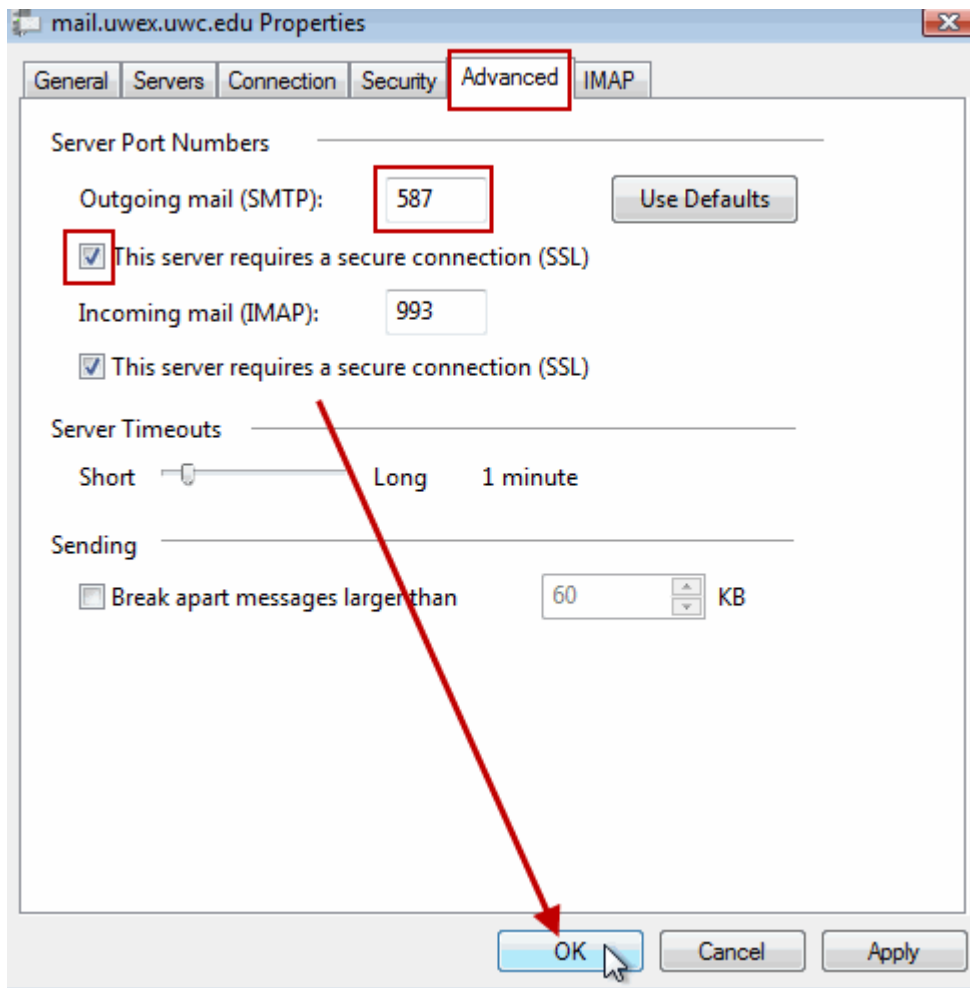 mail.uwex.uwc.edu Properties
General Servers Connection Security Advanced IMAP
Server Port Numbers
Outgoing mail (SMTP): 587 Use Defaults
This server requires a secure connection (SSL)
Incoming mail (IMAP): 993
This server requires a secure connection (SSL)
Server Timeouts
Short Long 1 minute
Sending
Break apart messages larger than 60 KB
OK Cancel Apply